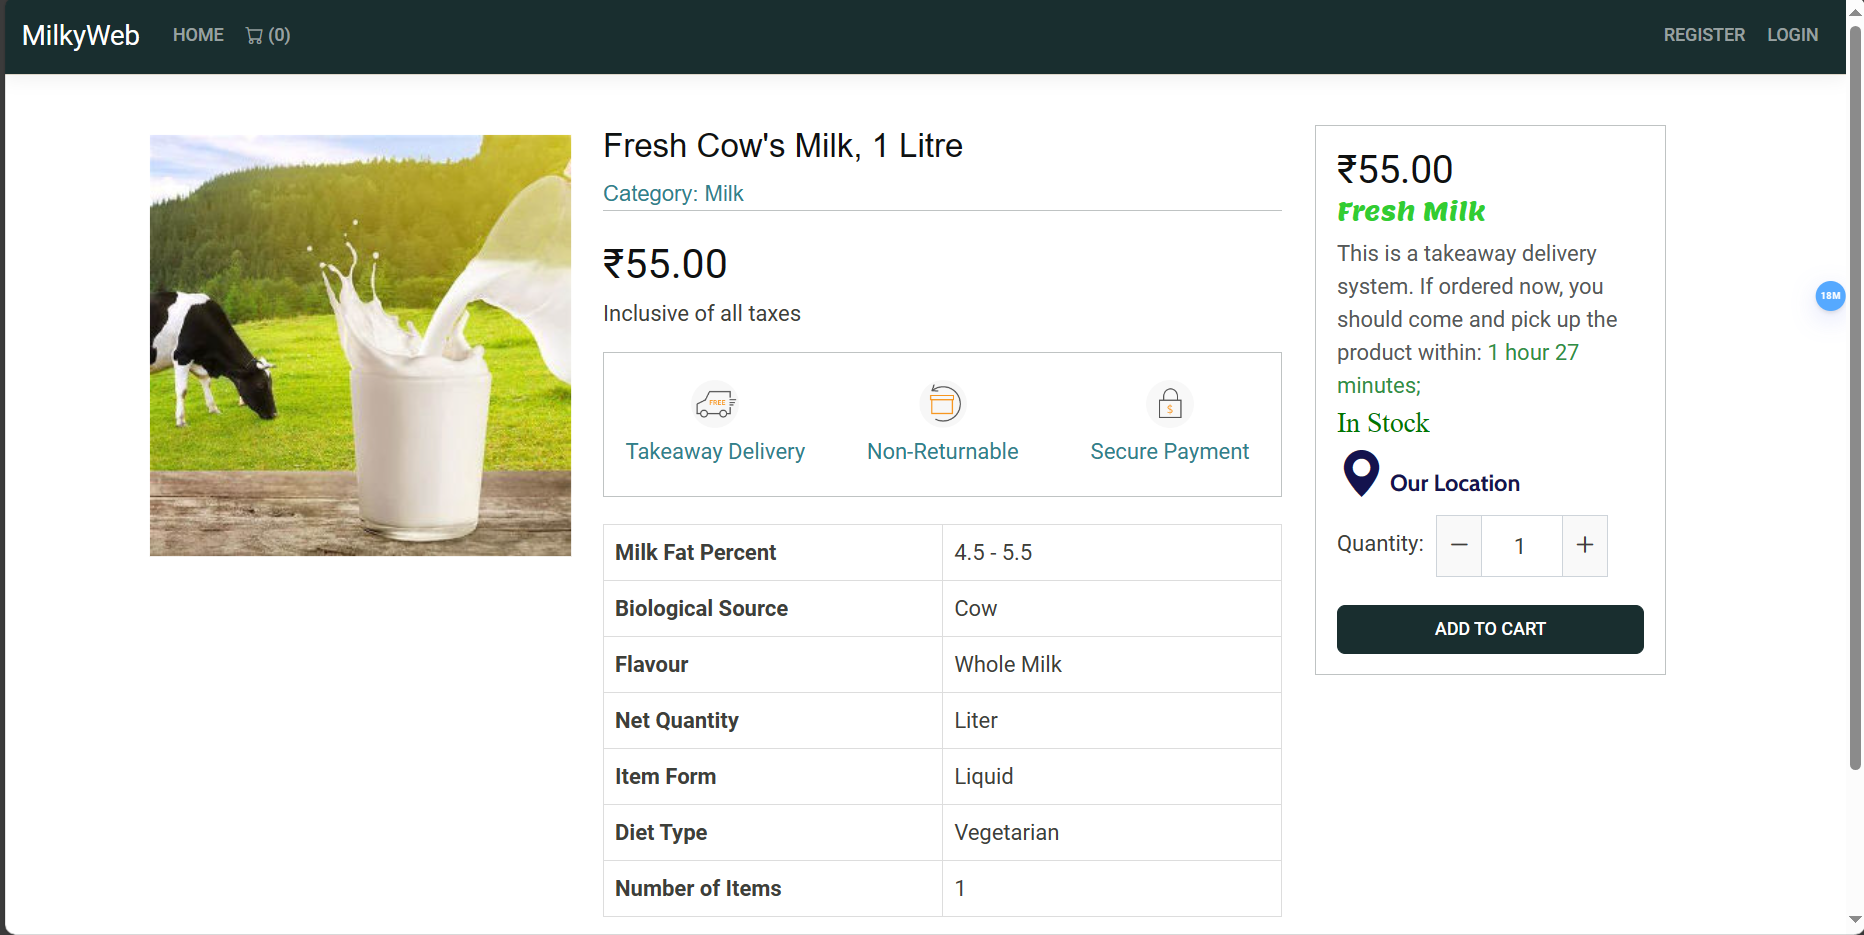 MilkyWeb HOME (0) REGISTER LOGIN
Fresh Cow's Milk, 1 Litre
Category: Milk
₹55.00
Inclusive of all taxes
FREE
$
Takeaway Delivery Non-Returnable Secure Payment
Milk Fat Percent 4.5 - 5.5
Biological Source Cow
Flavour Whole Milk
Net Quantity Liter
Item Form Liquid
Diet Type Vegetarian
Number of Items 1
₹55.00
Fresh Milk
This is a takeaway delivery
system. If ordered now, you
should come and pick up the
product within: 1 hour 27
minutes;
In Stock
Our Location
Quantity: − 1 +
ADD TO CART
18M